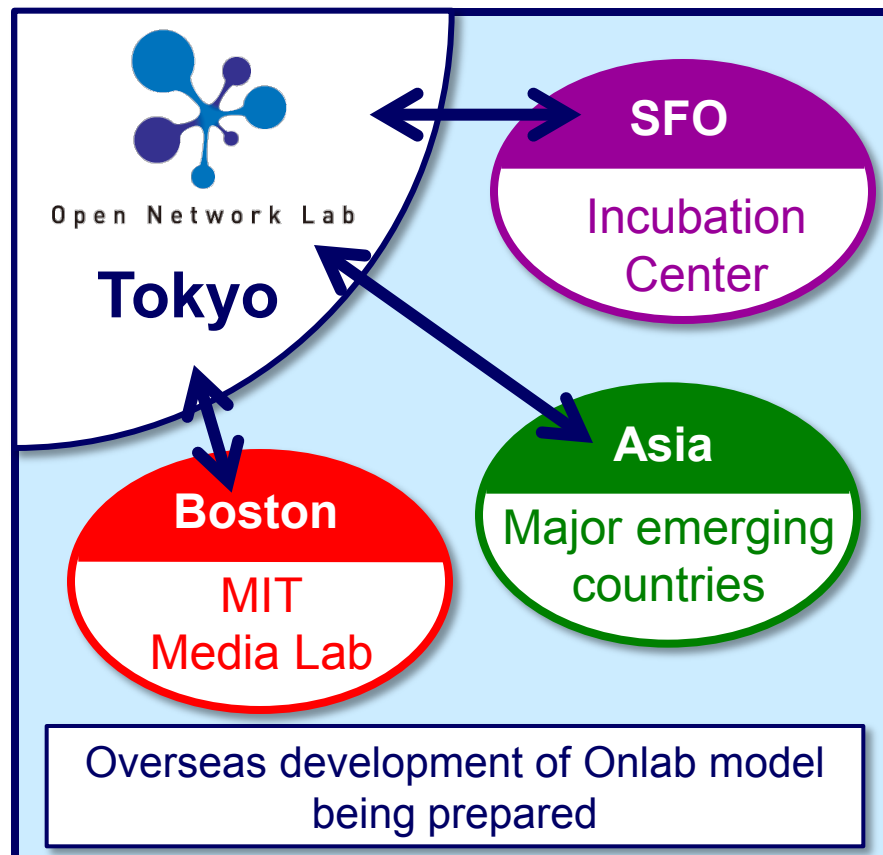 Open Network Lab
Tokyo
SFO
Incubation
Center
Asia
Major emerging
countries
Boston
MIT
Media Lab
Overseas development of Onlab model
being prepared